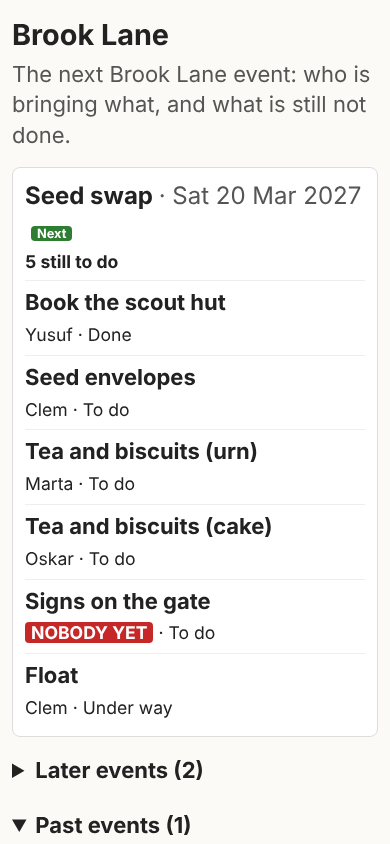 Brook Lane
The next Brook Lane event: who is
bringing what, and what is still not
done.
Seed swap · Sat 20 Mar 2027
Next
5 still to do
Book the scout hut
Yusuf · Done
Seed envelopes
Clem · To do
Tea and biscuits (urn)
Marta · To do
Tea and biscuits (cake)
Oskar · To do
Signs on the gate
NOBODY YET · To do
Float
Clem · Under way
▶ Later events (2)
▼ Past events (1)